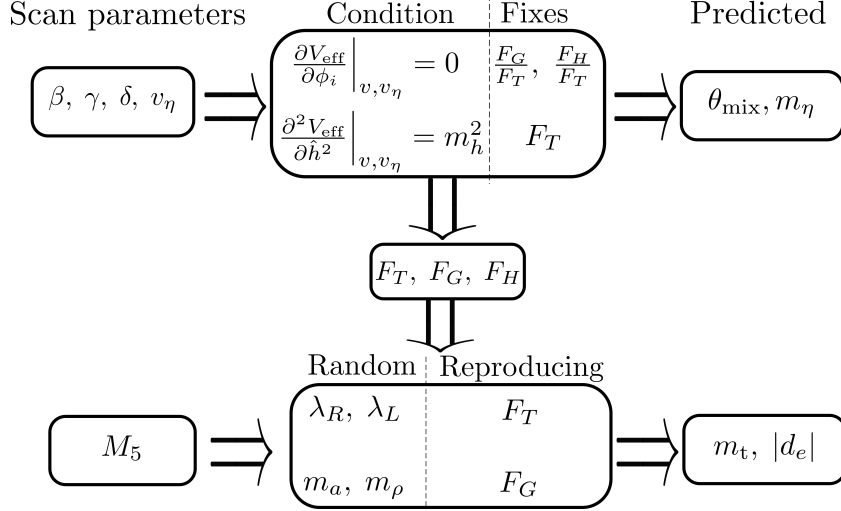 Scan parameters
Condition
Fixes
Predicted
β, γ, δ, v_η
∂V_eff/∂ϕ_i |_{v,v_η} = 0
F_G/F_T, F_H/F_T
∂²V_eff/∂ĥ² |_{v,v_η} = m_h²
F_T
θ_mix, m_η
F_T, F_G, F_H
Random
Reproducing
M_5
λ_R, λ_L
F_T
m_a, m_ρ
F_G
m_t, |d_e|